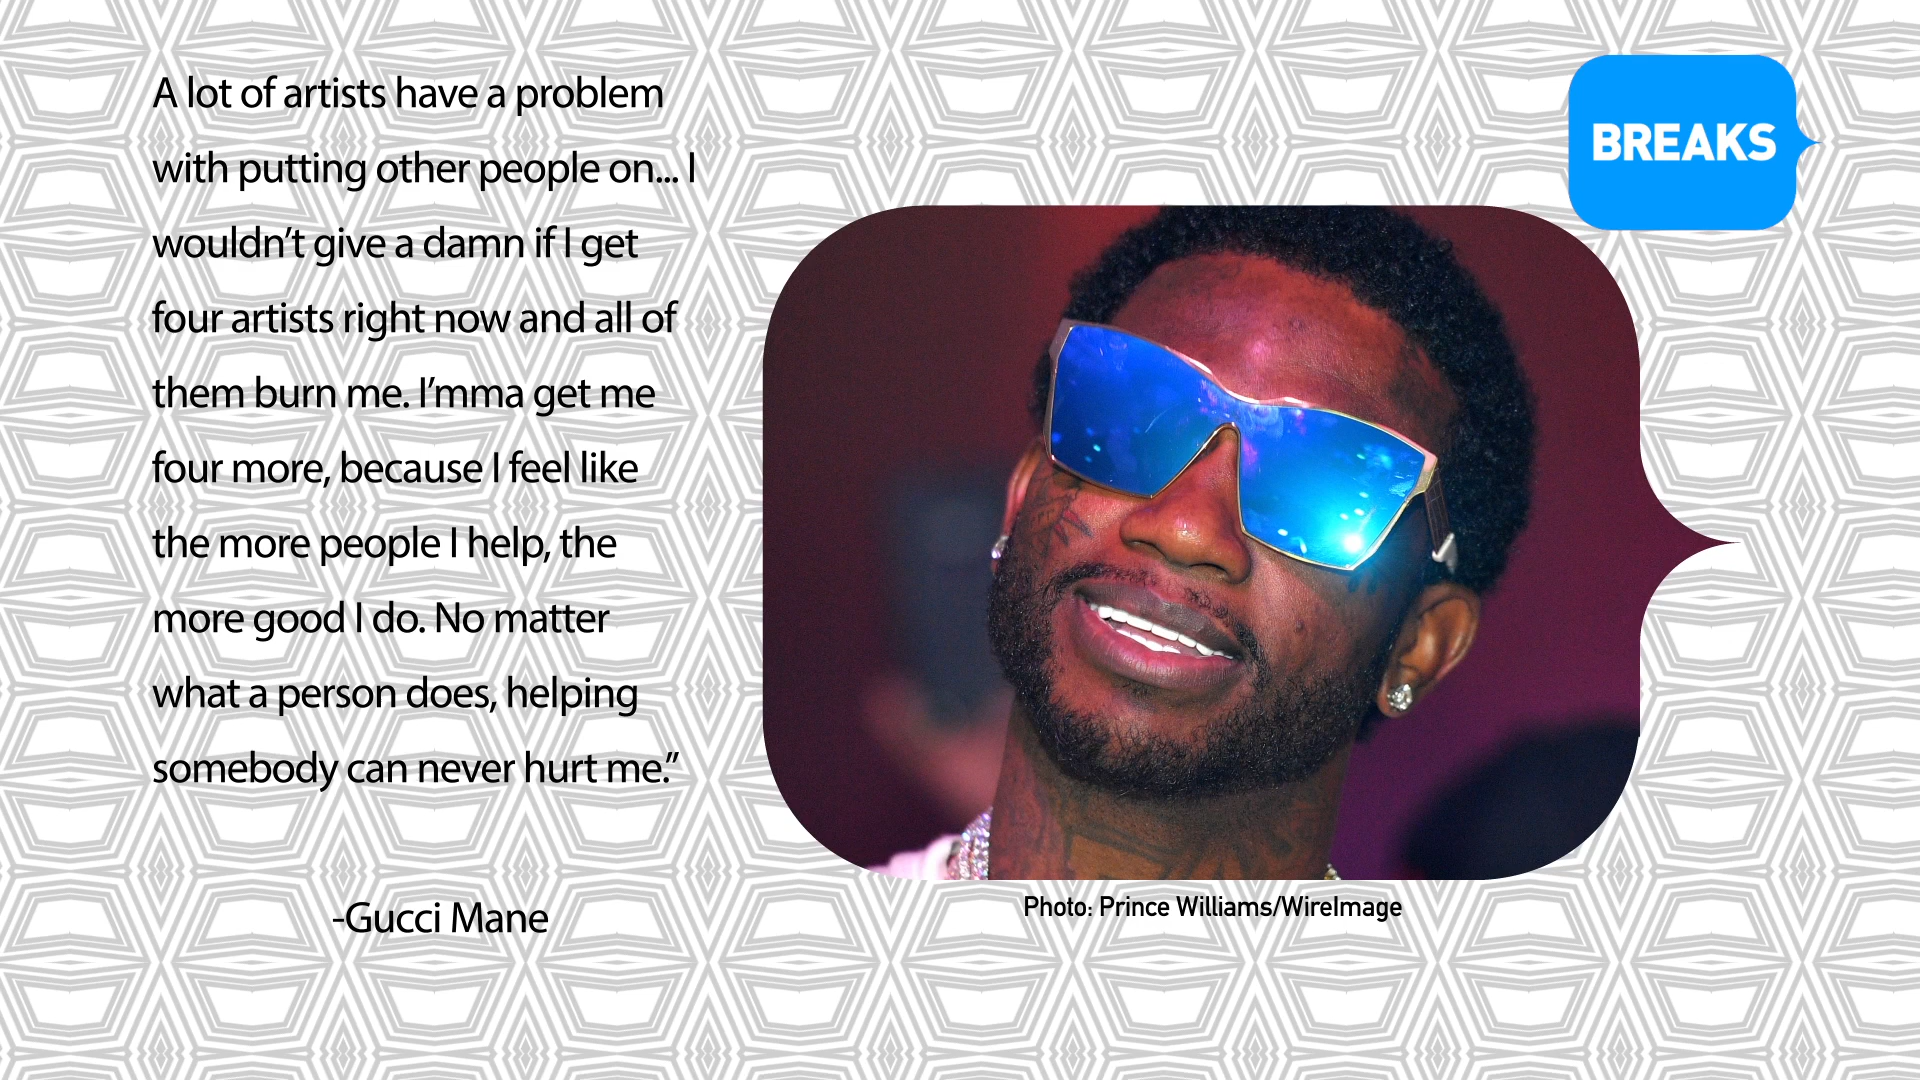 A lot of artists have a problem
with putting other people on... I
wouldn’t give a damn if I get
four artists right now and all of
them burn me. I’mma get me
four more, because I feel like
the more people I help, the
more good I do. No matter
what a person does, helping
somebody can never hurt me.”
-Gucci Mane
BREAKS
Photo: Prince Williams/WireImage